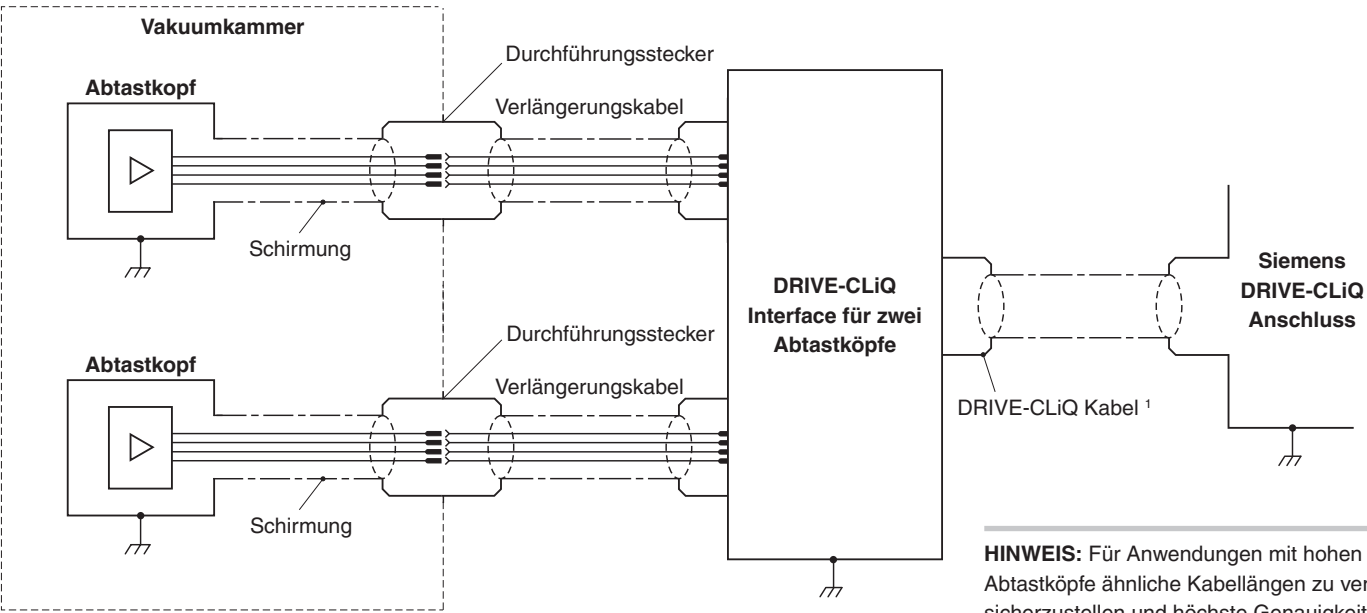 Vakuumkammer
Durchführungsstecker
Abtastkopf
Verlängerungskabel
Schirmung
Durchführungsstecker
Abtastkopf
Verlängerungskabel
Schirmung
DRIVE-CLiQ
Interface für zwei
Abtastköpfe
Siemens
DRIVE-CLiQ
Anschluss
DRIVE-CLiQ Kabel 1
HINWEIS: Für Anwendungen mit hohen
Abtastköpfe ähnliche Kabellängen zu
sicherzustellen und höchste Genauigkeit